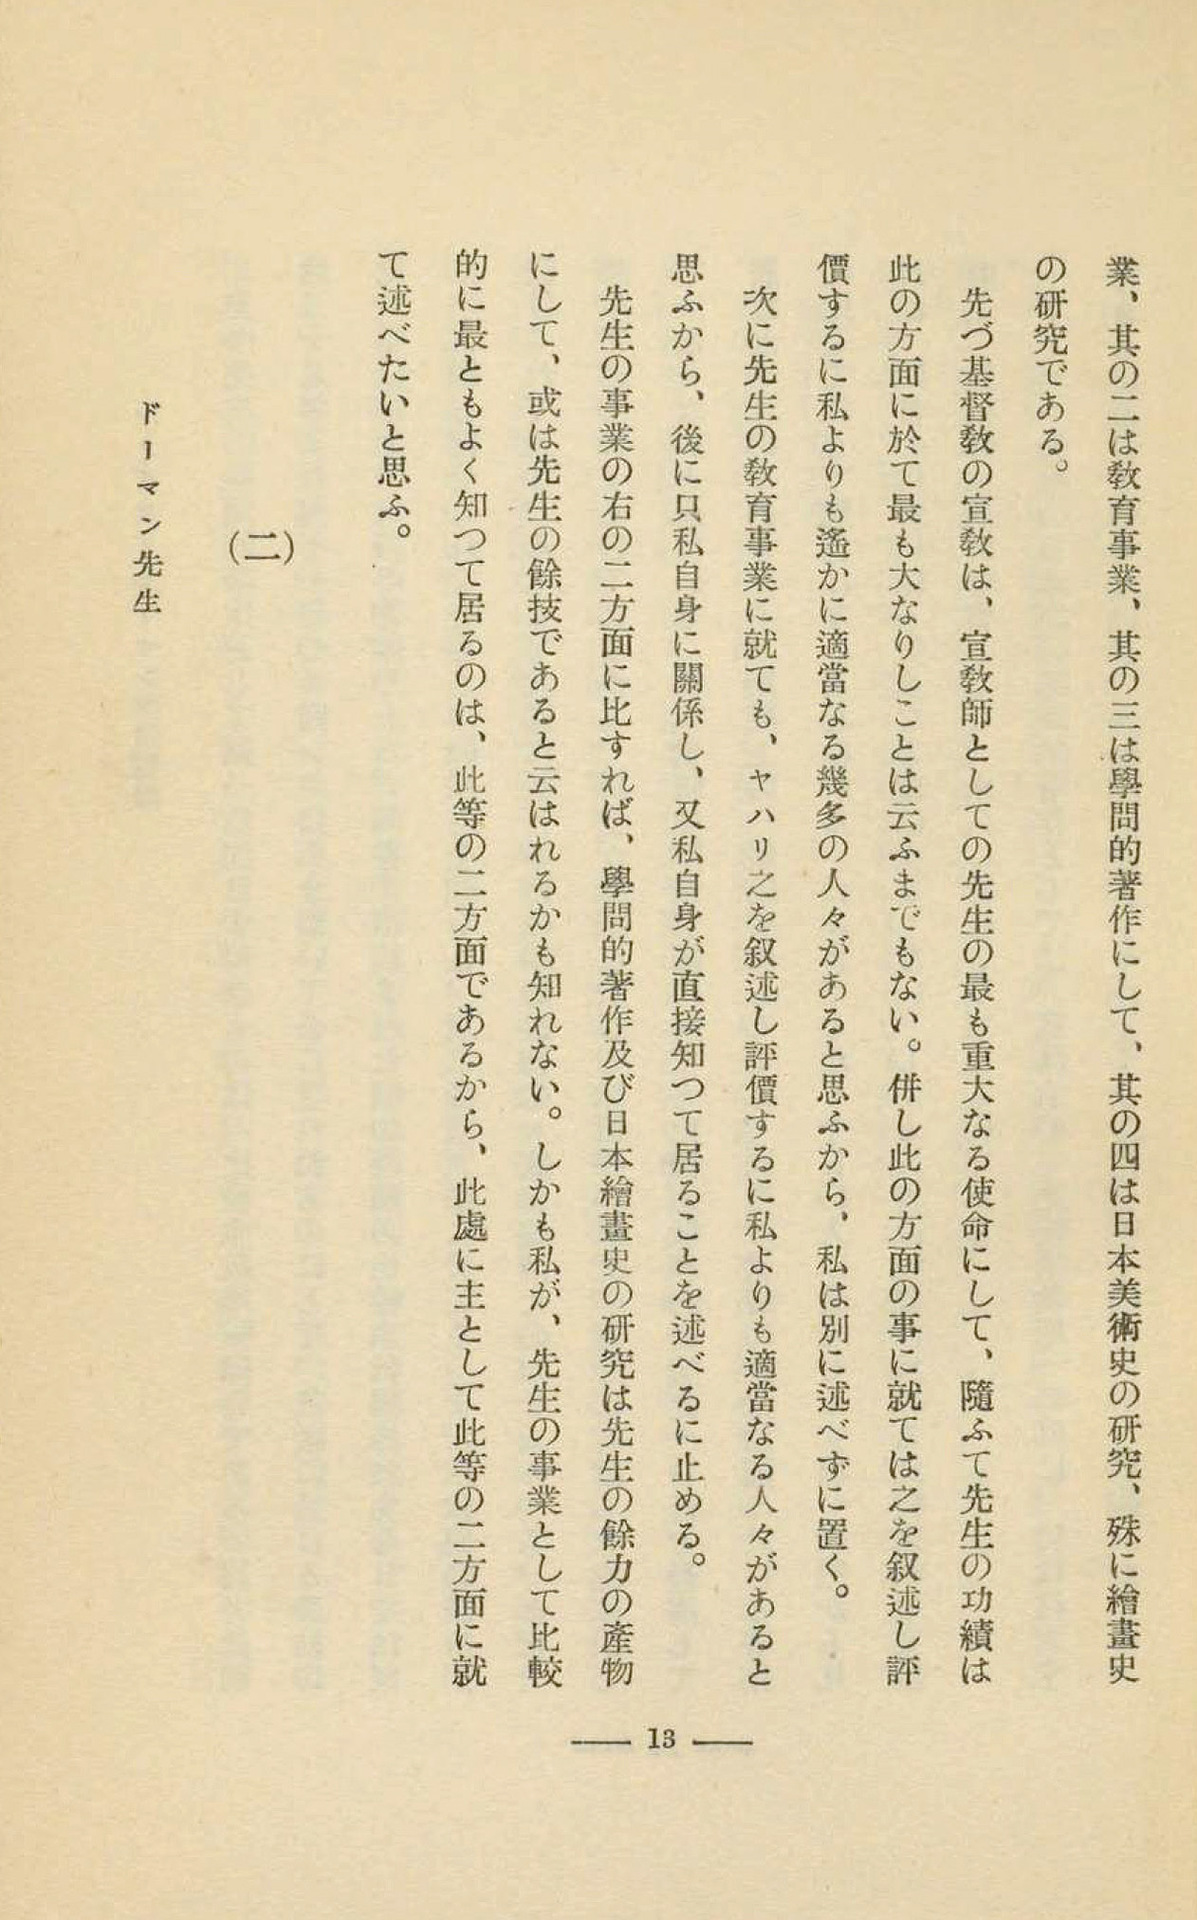 業、其の二は敎育事業、其の三は學問的著作にして、其の四は日本美術史の研究、殊に繪畫史
の研究である。
先づ基督敎の宣敎は、宣敎師としての先生の最も重大なる使命にして、隨ふて先生の功績は
此の方面に於て最も大なりしことは云ふまでもない。併し此の方面の事に就ては之を叙述し評
價するに私よりも遙かに適當なる幾多の人々があると思ふから、私は別に述べずに置く。
次に先生の敎育事業に就ても、ヤハリ之を叙述し評價するに私よりも適當なる人々があると
思ふから、後に只私自身に關係し、又私自身が直接知つて居ることを述べるに止める。
先生の事業の右の二方面に比すれば、學問的著作及び日本繪畫史の硏究は先生の餘力の產物
にして、或は先生の餘技であると云はれるかも知れない。しかも私が、先生の事業として比較
的に最ともよく知つて居るのは、此等の二方面であるから、此處に主として此等の二方面に就
て述べたいと思ふ。
(二)
ドーマン先生
13